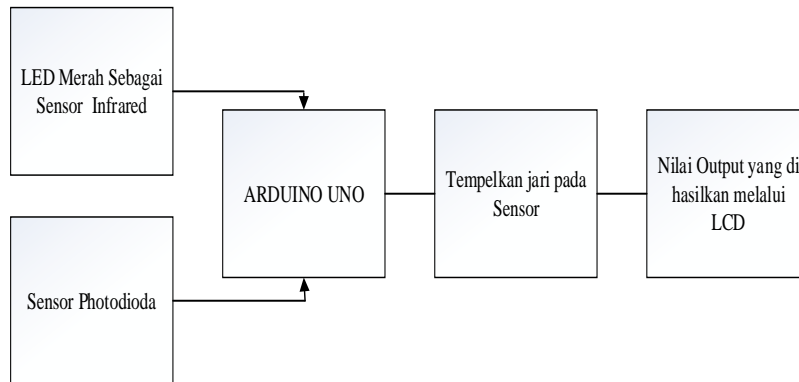 LED Merah Sebagai
Sensor Infrared
ARDUINO UNO
Tempelkan jari pada
Sensor
Nilai Output yang di
hasilkan melalui
LCD
Sensor Photodioda